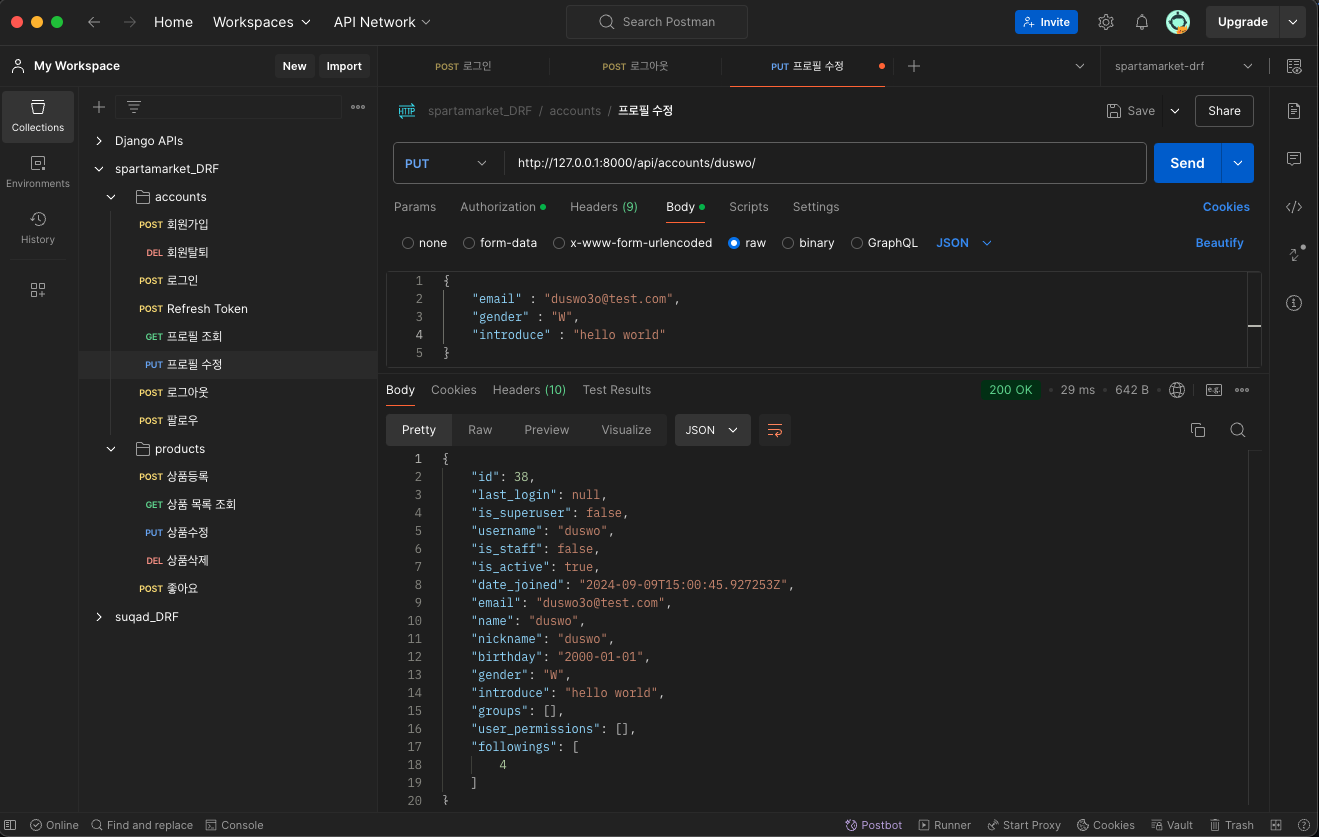 Home Workspaces API Network Search Postman Invite Upgrade
My Workspace New Import POST 로그인 POST 로그아웃 PUT 프로필 수정 spartamarket-drf
Collections
Environments
History
Django APIs
spartamarket_DRF
accounts
POST 회원가입
DEL 회원탈퇴
POST 로그인
POST Refresh Token
GET 프로필 조회
PUT 프로필 수정
POST 로그아웃
POST 팔로우
products
POST 상품등록
GET 상품 목록 조회
PUT 상품수정
DEL 상품삭제
POST 좋아요
suqad_DRF
HTTP spartamarket_DRF / accounts / 프로필 수정 Save Share
PUT http://127.0.0.1:8000/api/accounts/duswo/ Send
Params Authorization Headers (9) Body Scripts Settings Cookies
none form-data x-www-form-urlencoded raw binary GraphQL JSON Beautify
1 {
2 "email" : "duswo3o@test.com",
3 "gender" : "W",
4 "introduce" : "hello world"
5 }
Body Cookies Headers (10) Test Results 200 OK 29 ms 642 B e.g.
Pretty Raw Preview Visualize JSON
1 {
2 "id": 38,
3 "last_login": null,
4 "is_superuser": false,
5 "username": "duswo",
6 "is_staff": false,
7 "is_active": true,
8 "date_joined": "2024-09-09T15:00:45.927253Z",
9 "email": "duswo3o@test.com",
10 "name": "duswo",
11 "nickname": "duswo",
12 "birthday": "2000-01-01",
13 "gender": "W",
14 "introduce": "hello world",
15 "groups": [],
16 "user_permissions": [],
17 "followings": [
18 4
19 ]
20 }
Online Find and replace Console Postbot Runner Start Proxy Cookies Vault Trash